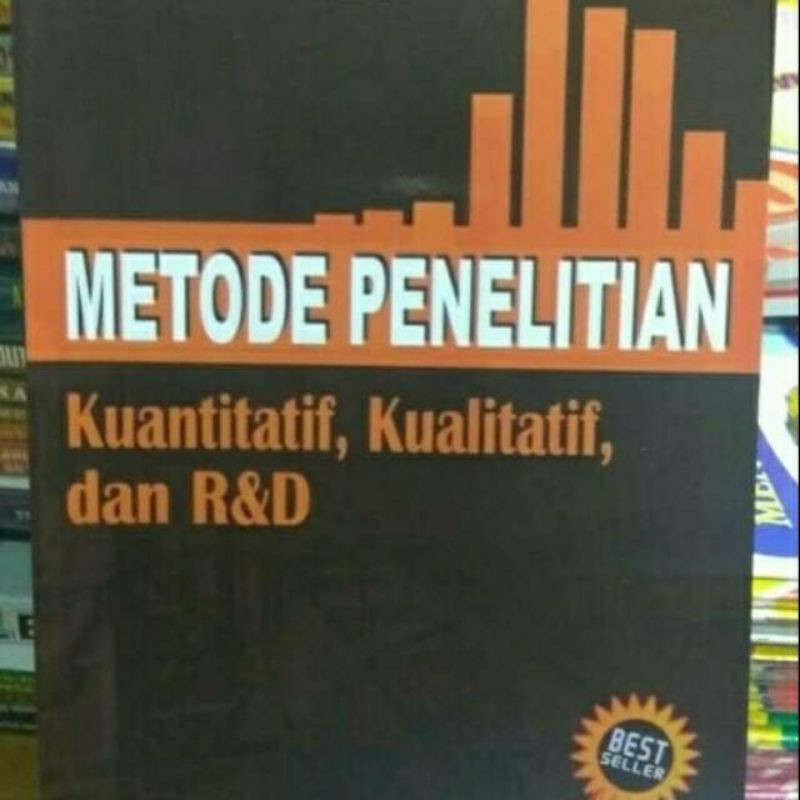 METODE PENELITIAN
Kuantitatif, Kualitatif,
dan R&D
BEST
SELLER